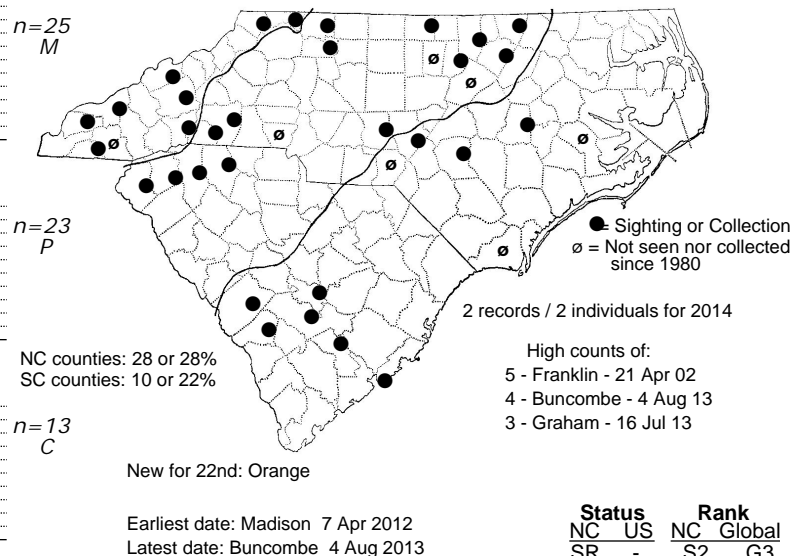 n=25
M
n=23
P
n=13
C
● = Sighting or Collection
ø = Not seen nor collected
since 1980
2 records / 2 individuals for 2014
NC counties: 28 or 28%
SC counties: 10 or 22%
High counts of:
5 - Franklin - 21 Apr 02
4 - Buncombe - 4 Aug 13
3 - Graham - 16 Jul 13
New for 22nd: Orange
Earliest date: Madison 7 Apr 2012
Latest date: Buncombe 4 Aug 2013
Status Rank
NC US NC Global
SR - S2 G3